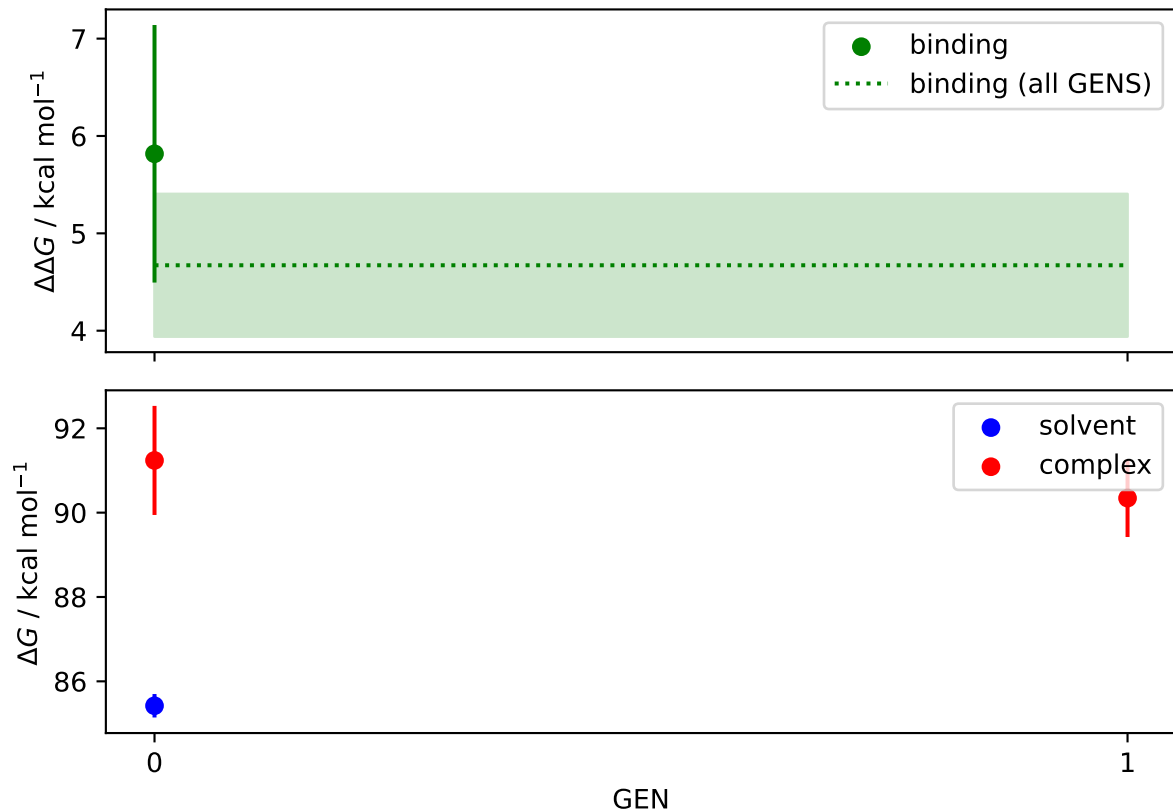 7
6
5
4
ΔΔG / kcal mol⁻¹
binding
binding (all GENS)
92
90
88
86
ΔG / kcal mol⁻¹
solvent
complex
0
1
GEN